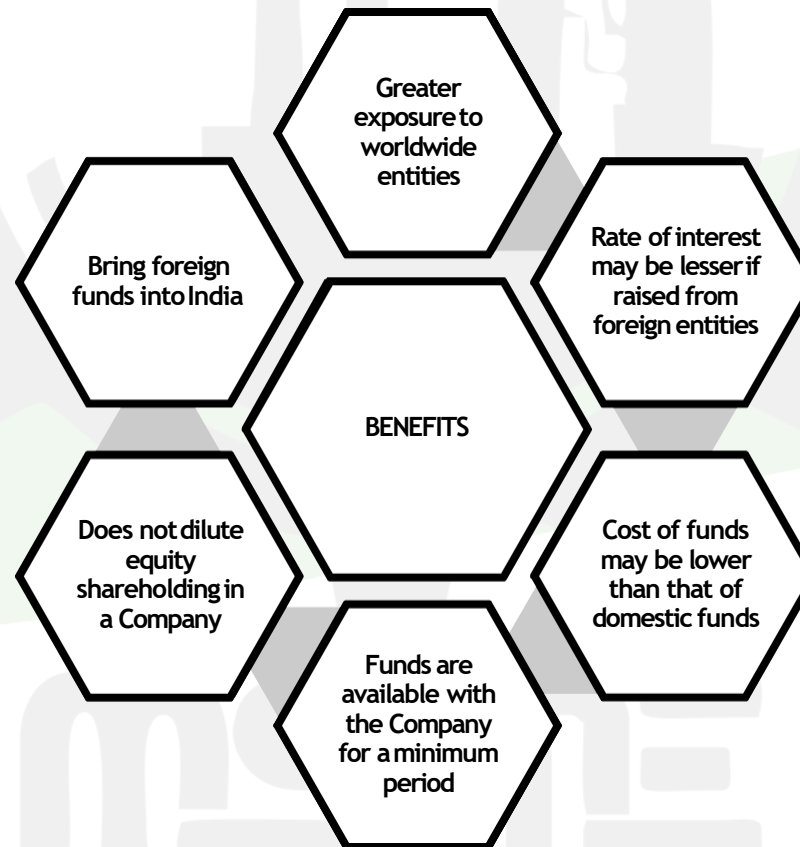 Greater
exposure to
worldwide
entities
Rate of interest
may be lesser if
raised from
foreign entities
Bring foreign
funds into India
BENEFITS
Does not dilute
equity
shareholding in
a Company
Cost of funds
may be lower
than that of
domestic funds
Funds are
available with
the Company
for a minimum
period